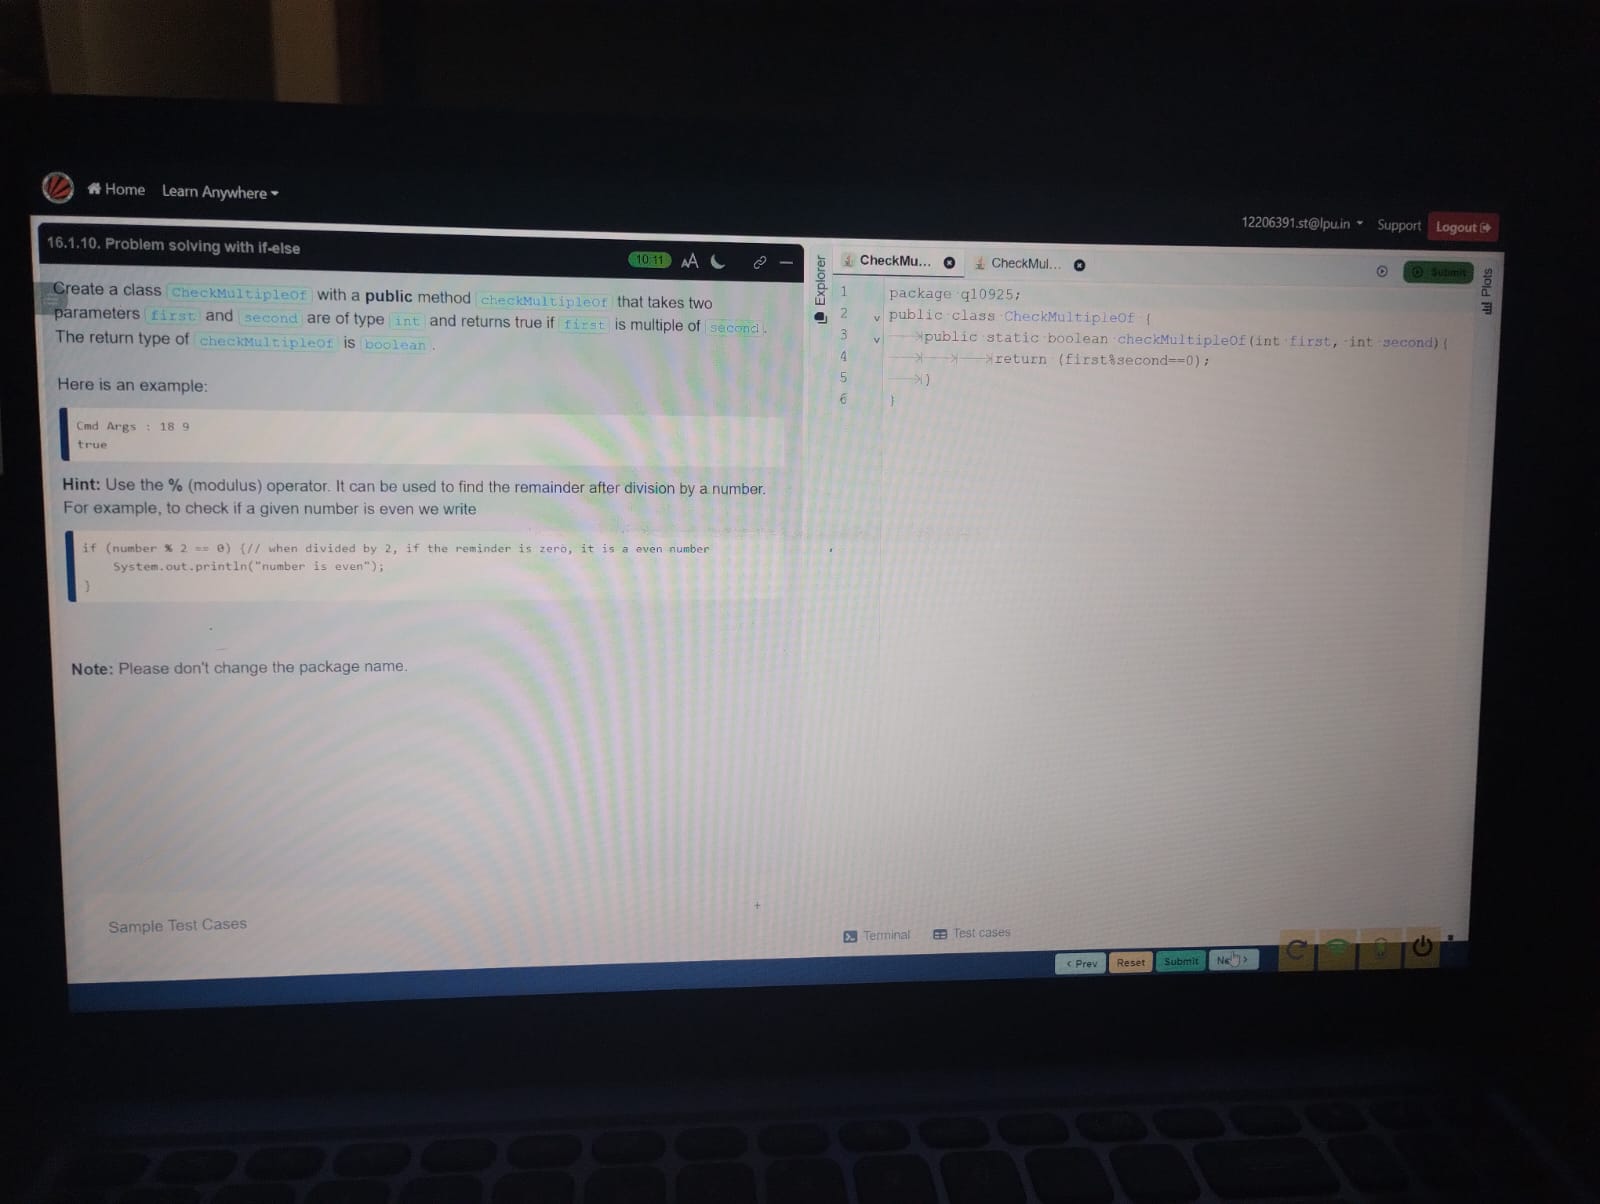 Home Learn Anywhere
12206391.st@lpu.in Support Logout
16.1.10. Problem solving with if-else
10:11 AA
Create a class CheckMultipleOf with a public method checkMultipleOf that takes two
parameters first and second are of type int and returns true if first is multiple of second.
The return type of checkMultipleOf is boolean.
Here is an example:
Cmd Args : 18 9
true
Hint: Use the % (modulus) operator. It can be used to find the remainder after division by a number.
For example, to check if a given number is even we write
if (number % 2 == 0) {// when divided by 2, if the reminder is zero, it is a even number
System.out.println("number is even");
}
Note: Please don't change the package name.
Sample Test Cases
Explorer
CheckMu... CheckMul...
Submit
Plots
1 package q10925;
2 public class CheckMultipleOf {
3 public static boolean checkMultipleOf(int first, int second){
4 return (first%second==0);
5 }
6 }
Terminal Test cases
< Prev Reset Submit